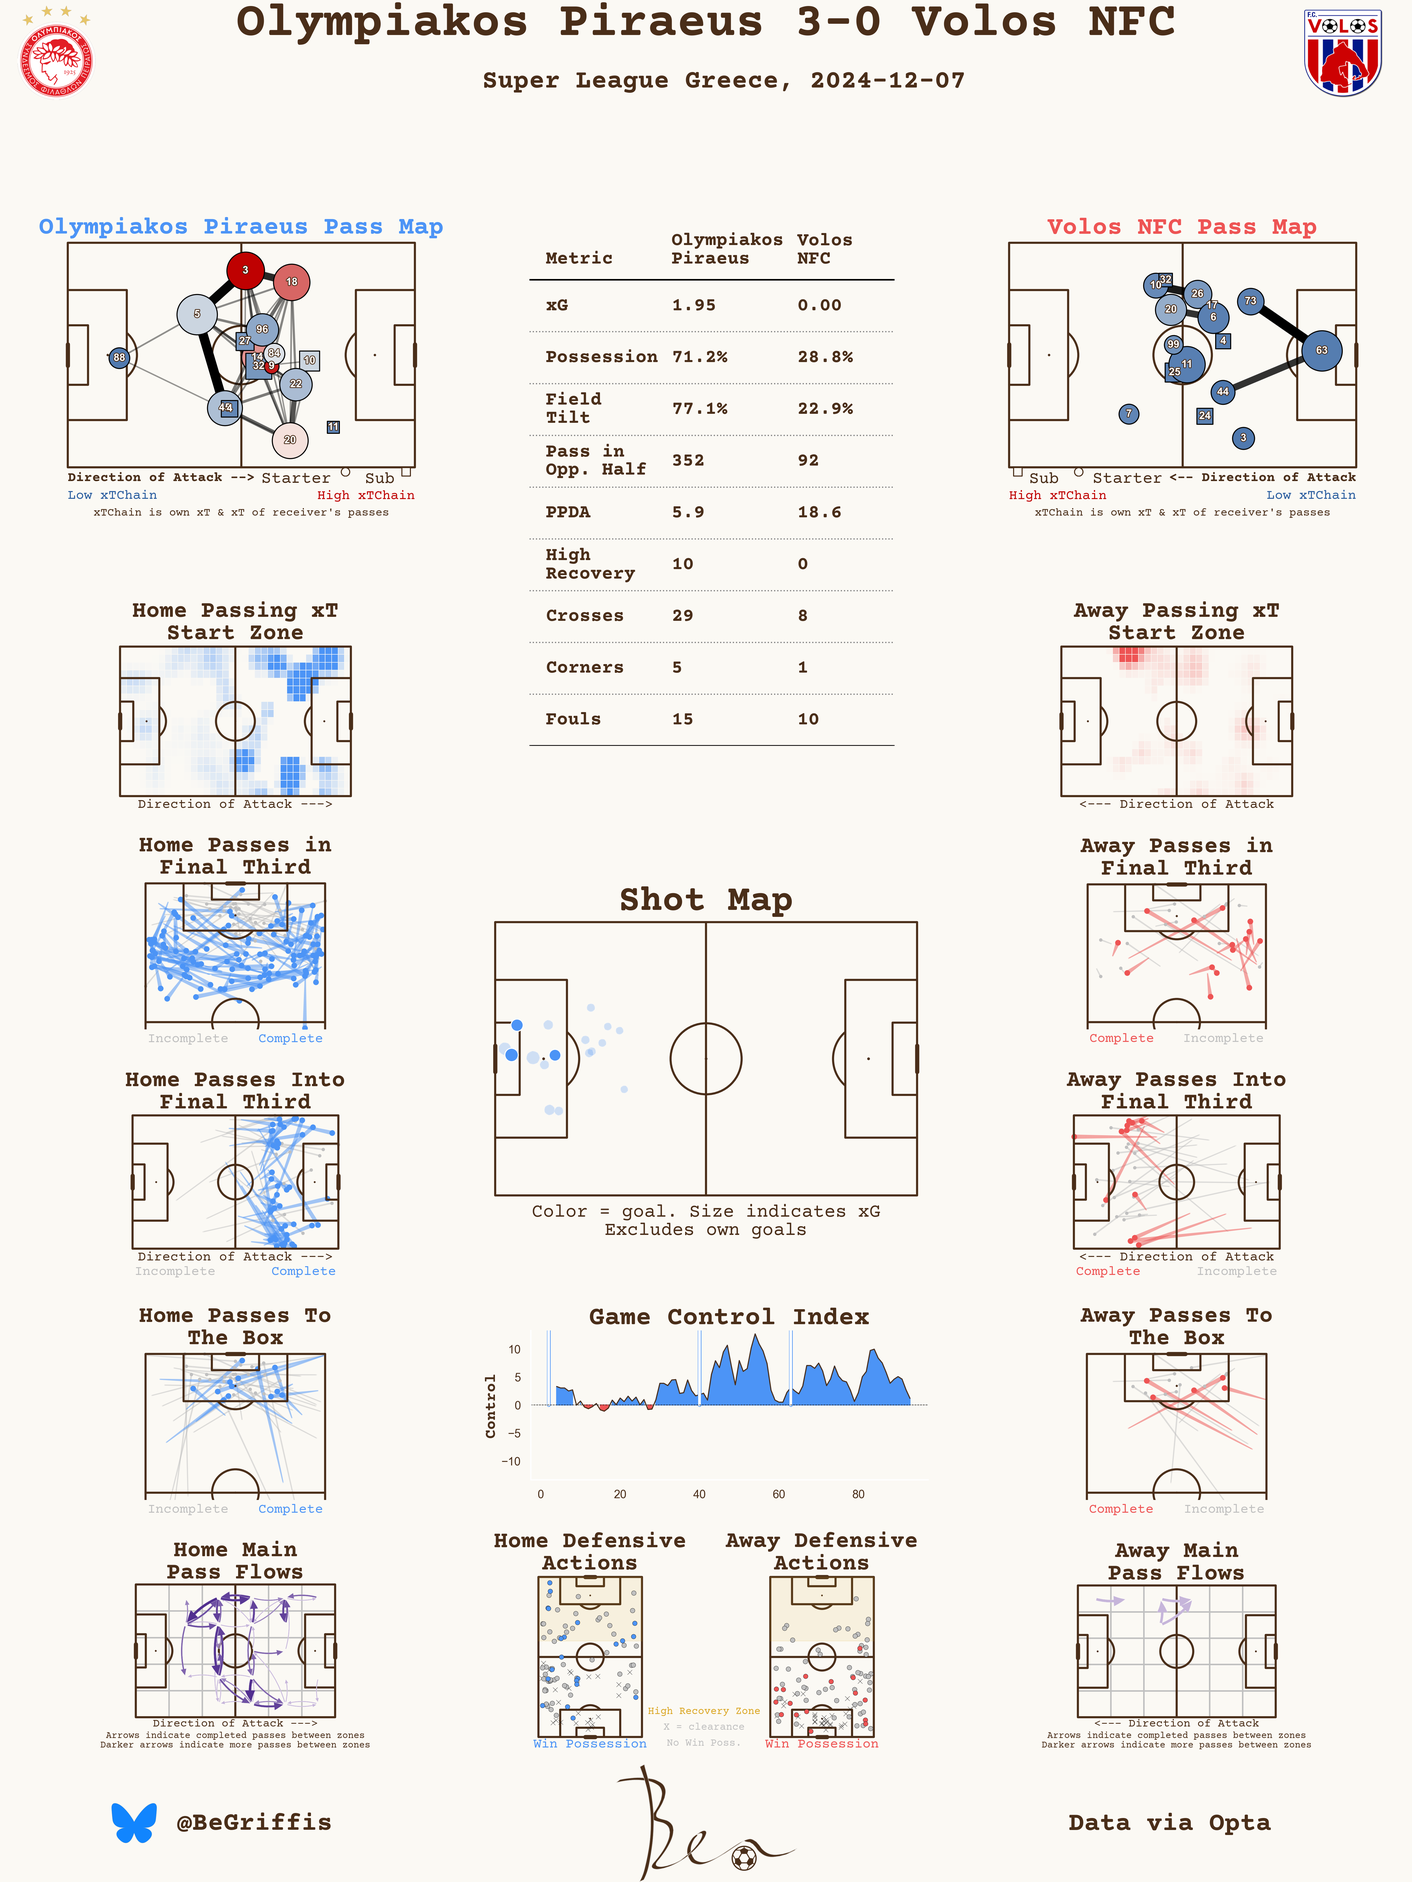 Olympiakos Piraeus 3-0 Volos NFC
Super League Greece, 2024-12-07
ΟΛΥΜΠΙΑΚΟΣ
ΣΥΝΔΕΣΜΟΣ ΦΙΛΑΘΛΩΝ ΠΕΙΡΑΙΩΣ
1925
F.C.
VOLOS
Olympiakos Piraeus Pass Map
3
18
5
96
27
14
84
88
32
9
10
22
4
20
11
Direction of Attack --> Starter Sub
Low xTChain High xTChain
xTChain is own xT & xT of receiver's passes
Metric Olympiakos Piraeus Volos NFC
xG 1.95 0.00
Possession 71.2% 28.8%
Field Tilt 77.1% 22.9%
Pass in Opp. Half 352 92
PPDA 5.9 18.6
High Recovery 10 0
Crosses 29 8
Corners 5 1
Fouls 15 10
Volos NFC Pass Map
32
10
26
73
17
20
6
4
99
63
11
25
44
7
24
3
Sub Starter <-- Direction of Attack
High xTChain Low xTChain
xTChain is own xT & xT of receiver's passes
Home Passing xT
Start Zone
Direction of Attack --->
Away Passing xT
Start Zone
<--- Direction of Attack
Home Passes in
Final Third
Incomplete Complete
Shot Map
Color = goal. Size indicates xG
Excludes own goals
Away Passes in
Final Third
Complete Incomplete
Home Passes Into
Final Third
Direction of Attack --->
Incomplete Complete
Away Passes Into
Final Third
<--- Direction of Attack
Complete Incomplete
Home Passes To
The Box
Incomplete Complete
Game Control Index
Control
10
5
0
−5
−10
0 20 40 60 80
Away Passes To
The Box
Complete Incomplete
Home Main
Pass Flows
Direction of Attack --->
Arrows indicate completed passes between zones
Darker arrows indicate more passes between zones
Home Defensive
Actions
Win Possession
High Recovery Zone
X = clearance
No Win Poss.
Away Defensive
Actions
Win Possession
Away Main
Pass Flows
<--- Direction of Attack
Arrows indicate completed passes between zones
Darker arrows indicate more passes between zones
@BeGriffis
Ben
Data via Opta